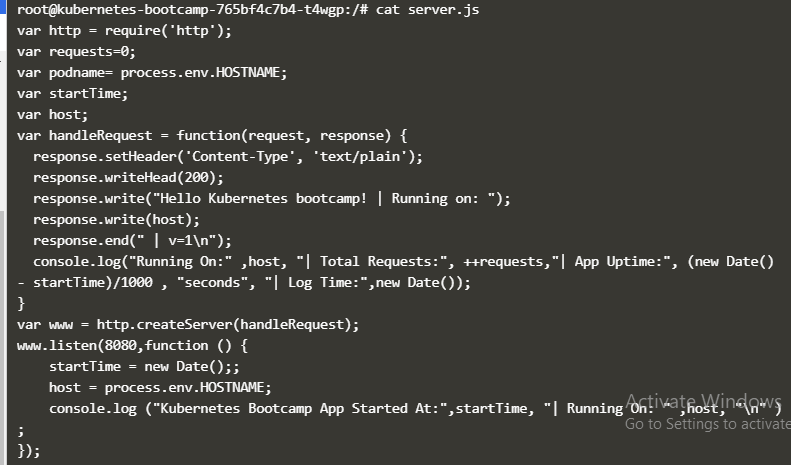 root@kubernetes-bootcamp-765bf4c7b4-t4wgp:/# cat server.js
var http = require('http');
var requests=0;
var podname= process.env.HOSTNAME;
var startTime;
var host;
var handleRequest = function(request, response) {
  response.setHeader('Content-Type', 'text/plain');
  response.writeHead(200);
  response.write("Hello Kubernetes bootcamp! | Running on: ");
  response.write(host);
  response.end(" | v=1\n");
  console.log("Running On:" ,host, "| Total Requests:", ++requests,"| App Uptime:", (new Date()
- startTime)/1000 , "seconds", "| Log Time:",new Date());
}
var www = http.createServer(handleRequest);
www.listen(8080,function () {
    startTime = new Date();;
    host = process.env.HOSTNAME;
    console.log ("Kubernetes Bootcamp App Started At:",startTime, "| Running On: " ,host, "\n" )
;
});
Activate Windows
Go to Settings to activate